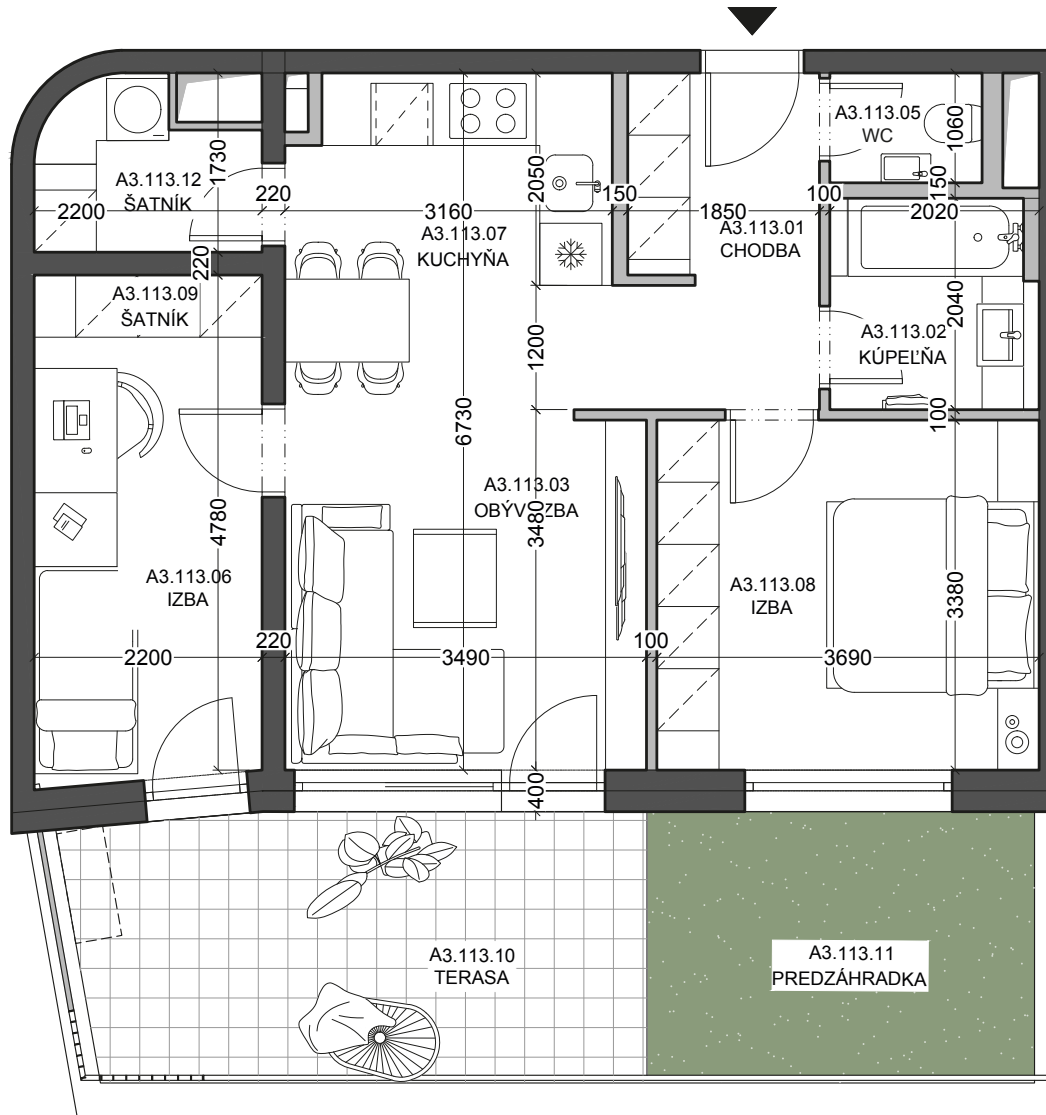 A3.113.05
WC
1060
150
A3.113.12
ŠATNÍK
1730
220
2200
3160
2050
150
1850
100
2020
A3.113.07
KUCHYŇA
A3.113.01
CHODBA
220
A3.113.09
ŠATNÍK
1200
2040
A3.113.02
KÚPEĽŇA
100
6730
A3.113.03
3480
4780
A3.113.06
IZBA
A3.113.08
IZBA
3380
220
2200
3490
100
3690
400
A3.113.10
TERASA
A3.113.11
PREDZÁHRADKA